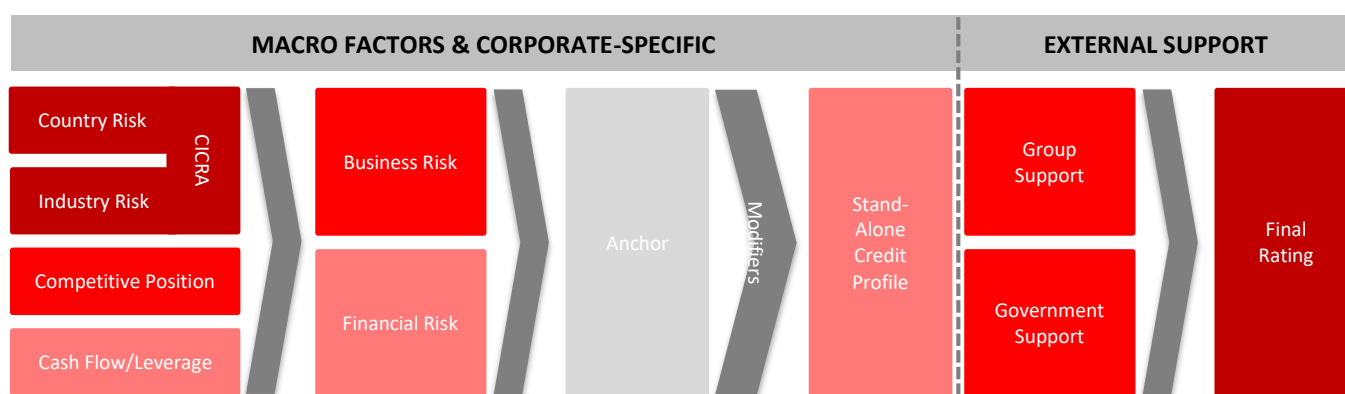 MACRO FACTORS & CORPORATE-SPECIFIC
EXTERNAL SUPPORT
Country Risk
CICRA
Industry Risk
Competitive Position
Cash Flow/Leverage
Business Risk
Financial Risk
Anchor
Modifiers
Stand-
Alone
Credit
Profile
Group
Support
Government
Support
Final
Rating